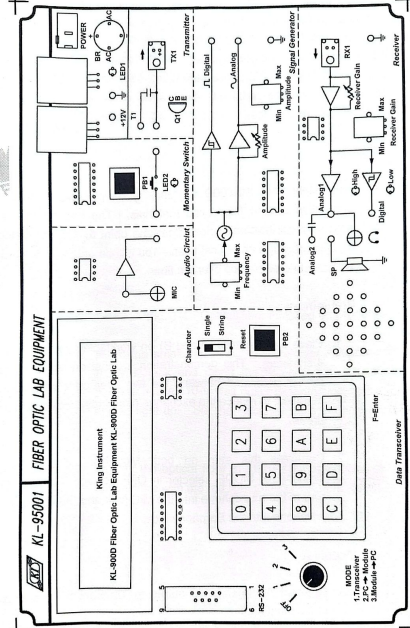 K&H
KL-95001
FIBER OPTIC LAB EQUIPMENT
King Instrument
KL-900D Fiber Optic Lab Equipment KL-900D Fiber Optic Lab
MIC
Audio Circiut
PB1
LED2
Momentary Switch
POWER
BR
AC
AC
+
-
LED1
+12V
T1
TX1
C
B
E
Q1
Transmitter
Min
Max
Frequency
Digital
Analog
Min
Max
Amplitude
Amplitude
Signal Generator
RX1
Receiver Gain
Min
Max
Receiver Gain
High
Low
Analog1
Digital
Analog2
SP
Receiver
Character
Single
String
Reset
PB2
0
1
2
3
4
5
6
7
8
9
A
B
C
D
E
F
F=Enter
Data Transceiver
9
5
6
1
RS-232
1
2
3
MODE
1.Transceiver
2.PC → Module
3.Module → PC